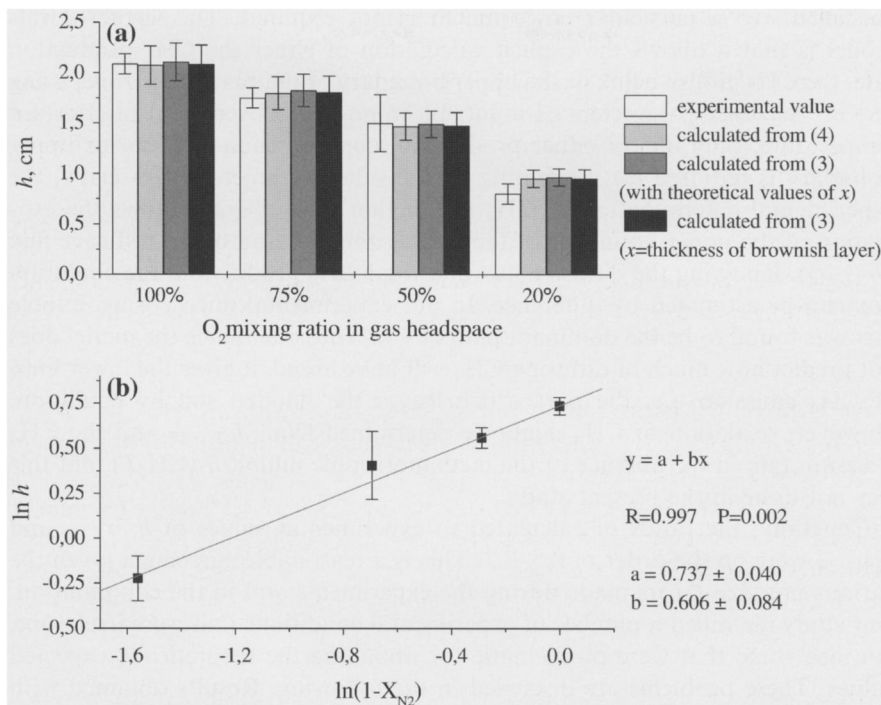 (a)
2,5
2,0
1,5
1,0
0,5
0,0
h, cm
100% 75% 50% 20%
O2mixing ratio in gas headspace
experimental value
calculated from (4)
calculated from (3)
(with theoretical values of x)
calculated from (3)
(x=thickness of brownish layer)
(b)
0,75
0,50
0,25
0,00
-0,25
-0,50
ln h
-1,6 -1,2 -0,8 -0,4 0,0
ln(1-XN2)
y = a + bx
R=0.997 P=0.002
a = 0.737 ± 0.040
b = 0.606 ± 0.084